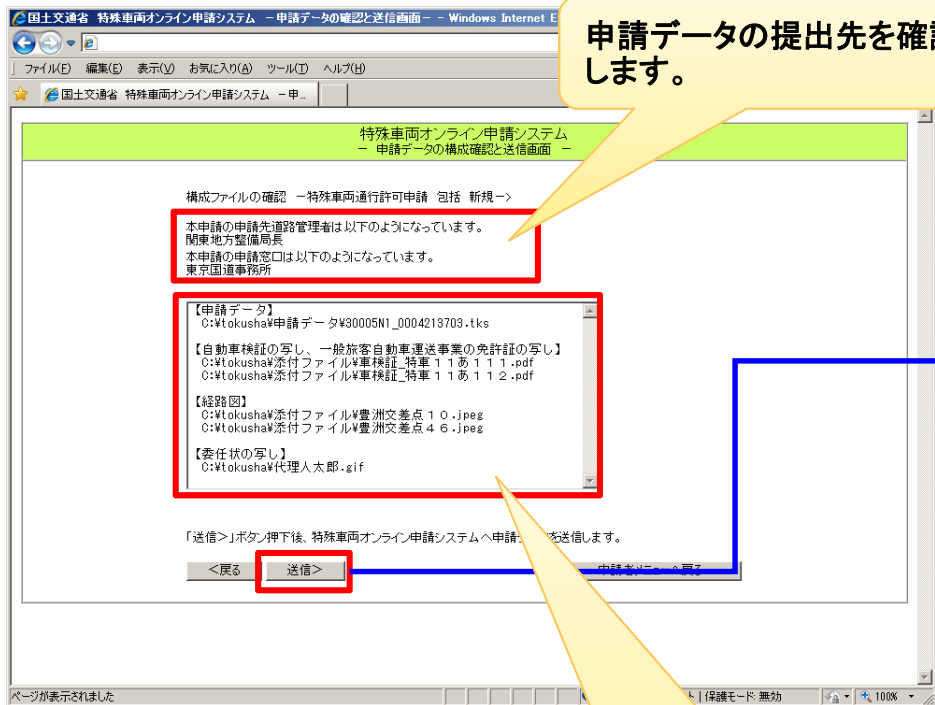 国土交通省 特殊車両オンライン申請システム －申請データの確認と送信画面－ - Windows Internet E
申請データの提出先を確認
します。
ファイル(F) 編集(E) 表示(V) お気に入り(A) ツール(T) ヘルプ(H)
国土交通省 特殊車両オンライン申請システム －申...
特殊車両オンライン申請システム
－ 申請データの構成確認と送信画面 －
構成ファイルの確認 －特殊車両通行許可申請 包括 新規－>
本申請の申請先道路管理者は以下のようになっています。
関東地方整備局長
本申請の申請窓口は以下のようになっています。
東京国道事務所
【申請データ】
C:¥tokusha¥申請データ¥30005N1_0004213703.tks
【自動車検証の写し、一般旅客自動車運送事業の免許証の写し】
C:¥tokusha¥添付ファイル¥車検証_特車１１あ１１１.pdf
C:¥tokusha¥添付ファイル¥車検証_特車１１あ１１２.pdf
【経路図】
C:¥tokusha¥添付ファイル¥豊洲交差点１０.jpeg
C:¥tokusha¥添付ファイル¥豊洲交差点４６.jpeg
【委任状の写し】
C:¥tokusha¥代理人太郎.gif
「送信>」ボタン押下後、特殊車両オンライン申請システムへ申請データを送信します。
<戻る 送信> 申請者メニューへ戻る
ページが表示されました ト | 保護モード: 無効 100%